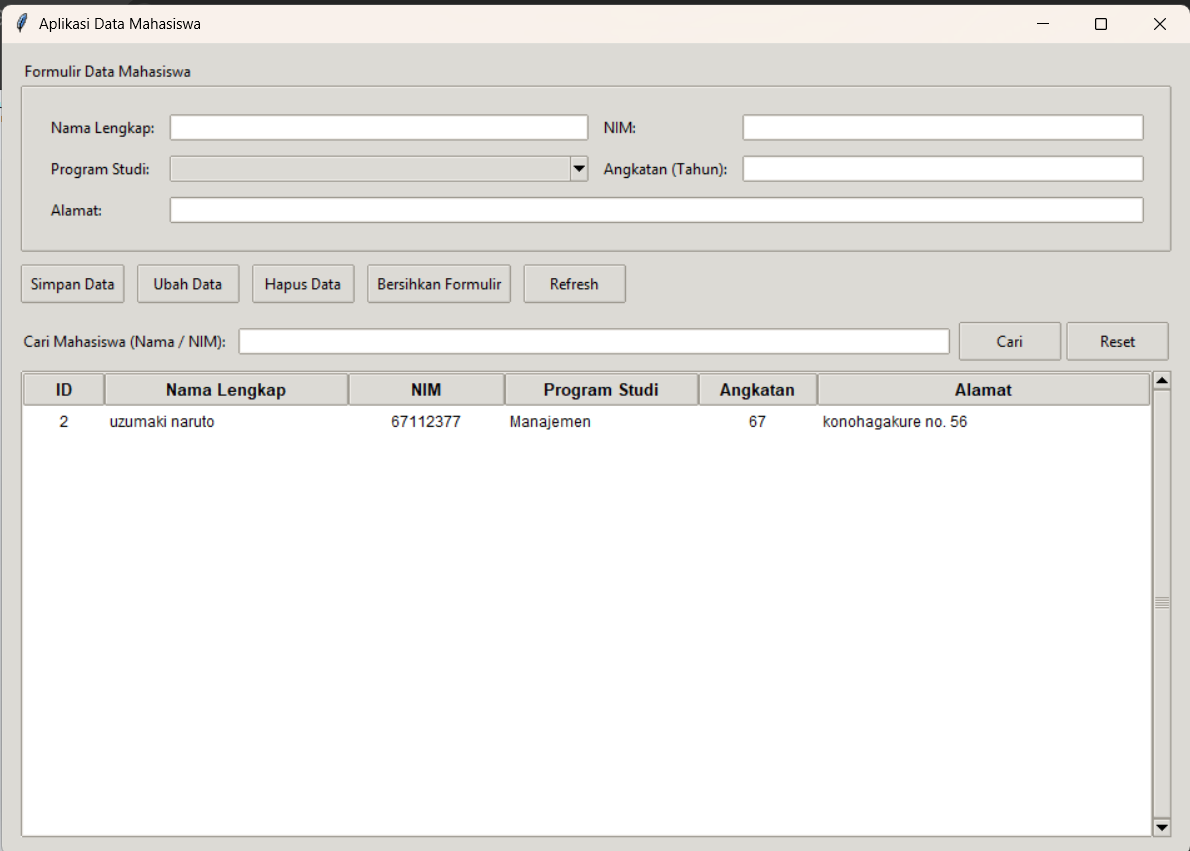 Aplikasi Data Mahasiswa
Formulir Data Mahasiswa
Nama Lengkap: NIM:
Program Studi: Angkatan (Tahun):
Alamat:
Simpan Data Ubah Data Hapus Data Bersihkan Formulir Refresh
Cari Mahasiswa (Nama / NIM): Cari Reset
ID Nama Lengkap NIM Program Studi Angkatan Alamat
2 uzumaki naruto 67112377 Manajemen 67 konohagakure no. 56